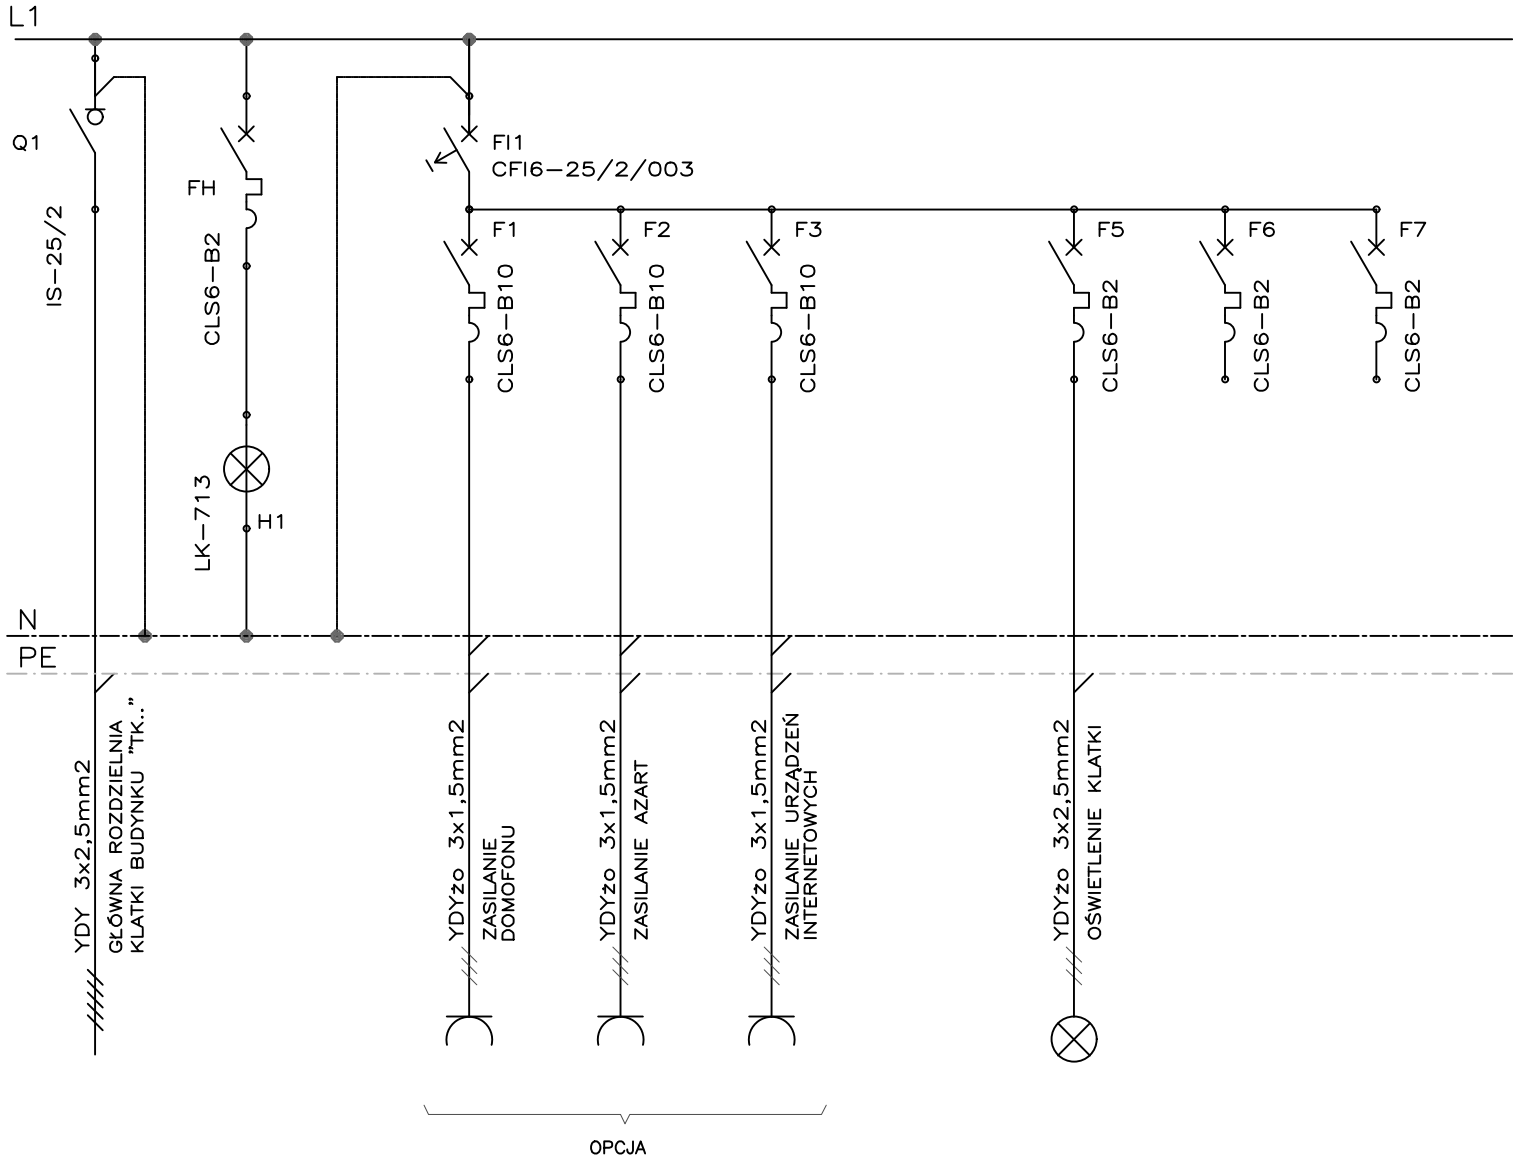 L1
Q1
IS-25/2
FH
CLS6-B2
LK-713
H1
FI1
CFI6-25/2/003
F1
CLS6-B10
F2
CLS6-B10
F3
CLS6-B10
F5
CLS6-B2
F6
CLS6-B2
F7
CLS6-B2
N
PE
YDY 3x2,5mm2
GŁÓWNA ROZDZIELNIA
KLATKI BUDYNKU "TK.."
YDYżo 3x1,5mm2
ZASILANIE
DOMOFONU
YDYżo 3x1,5mm2
ZASILANIE AZART
YDYżo 3x1,5mm2
ZASILANIE URZĄDZEŃ
INTERNETOWYCH
YDYżo 3x2,5mm2
OŚWIETLENIE KLATKI
OPCJA